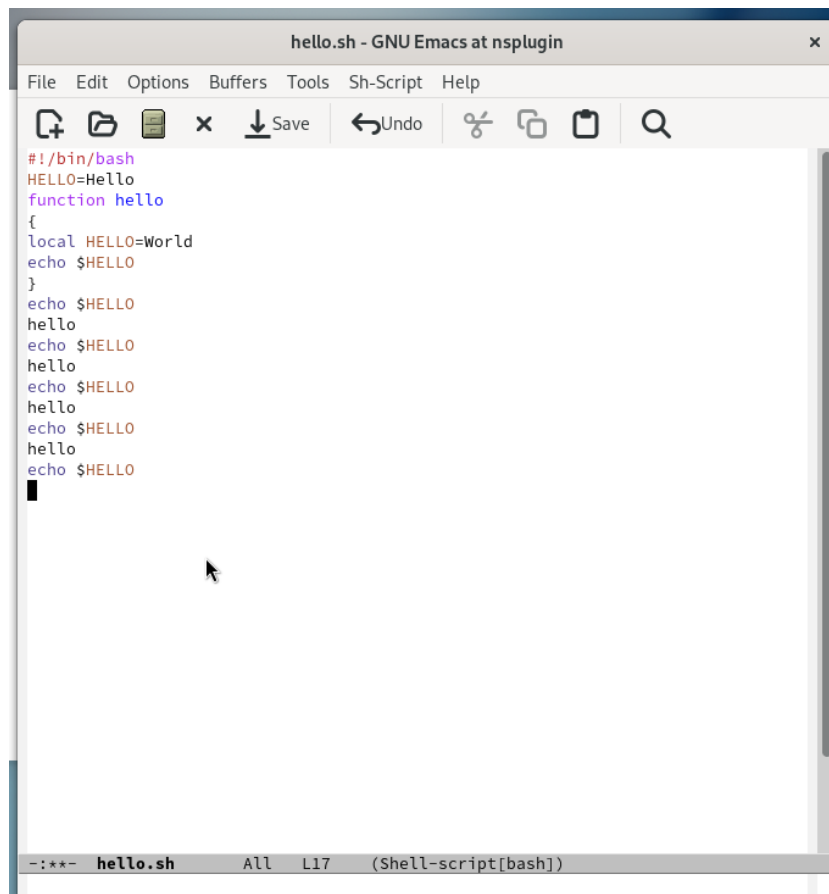 hello.sh - GNU Emacs at nsplugin
File Edit Options Buffers Tools Sh-Script Help
Save Undo
#!/bin/bash
HELLO=Hello
function hello
{
local HELLO=World
echo $HELLO
}
echo $HELLO
hello
echo $HELLO
hello
echo $HELLO
hello
echo $HELLO
hello
echo $HELLO
-:**- hello.sh All L17 (Shell-script[bash])